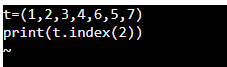 t=(1,2,3,4,6,5,7)
print(t.index(2))
~